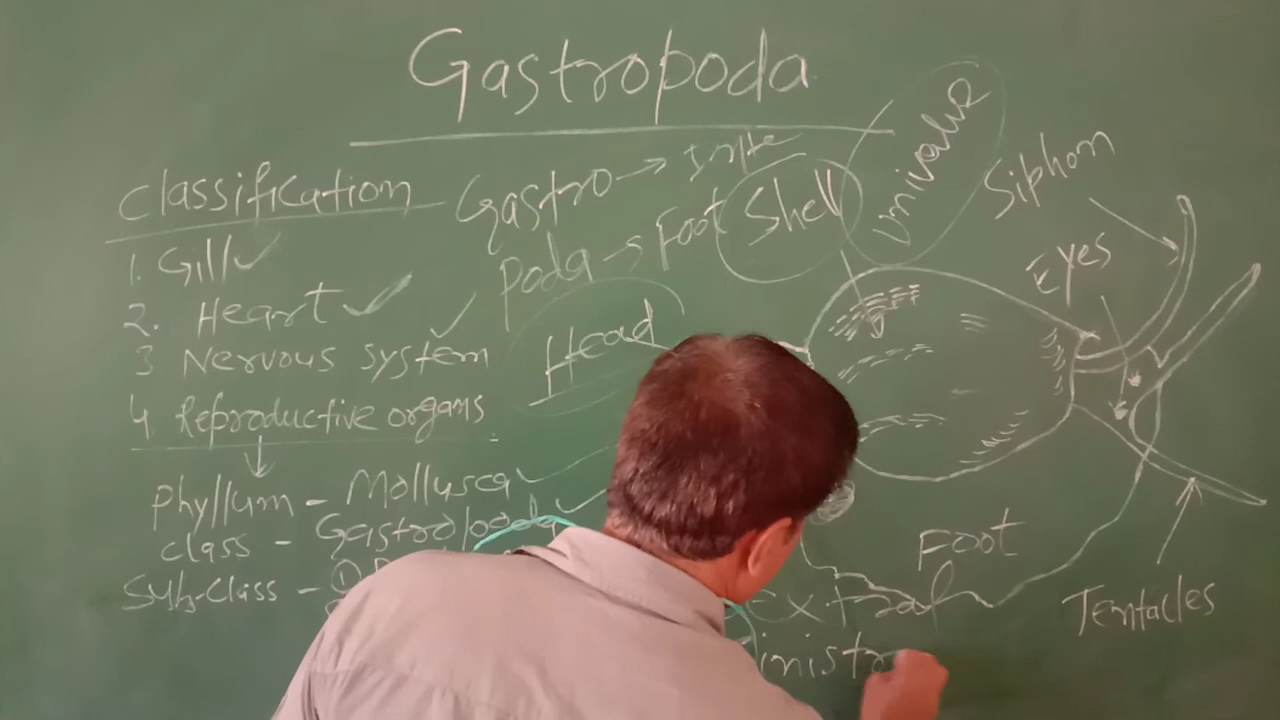 Gastropoda
Classification
1. Gill ✓
2. Heart ✓
3 Nervous system ✓
4 Reproductive organs
Phyllum - Mollusca
Class - Gastropoda
Sub-Class - ①
Gastro →
Poda → Foot
Shell
Univalve
Siphon
Eyes
Head
Foot
Tentacles